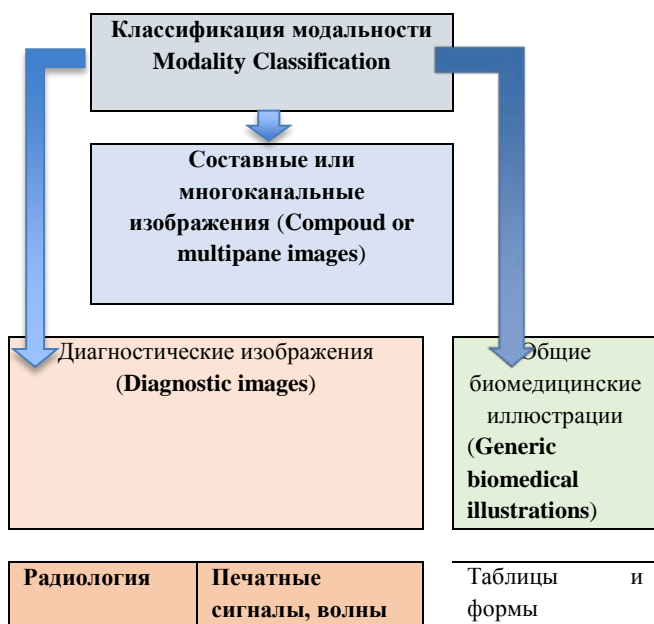 Классификация модальности
Modality Classification
Составные или
многоканальные
изображения (Compoud or
multipane images)
Диагностические изображения
(Diagnostic images)
Общие
биомедицинские
иллюстрации
(Generic
biomedical
illustrations)
Радиология
Печатные
сигналы, волны
Таблицы и
формы